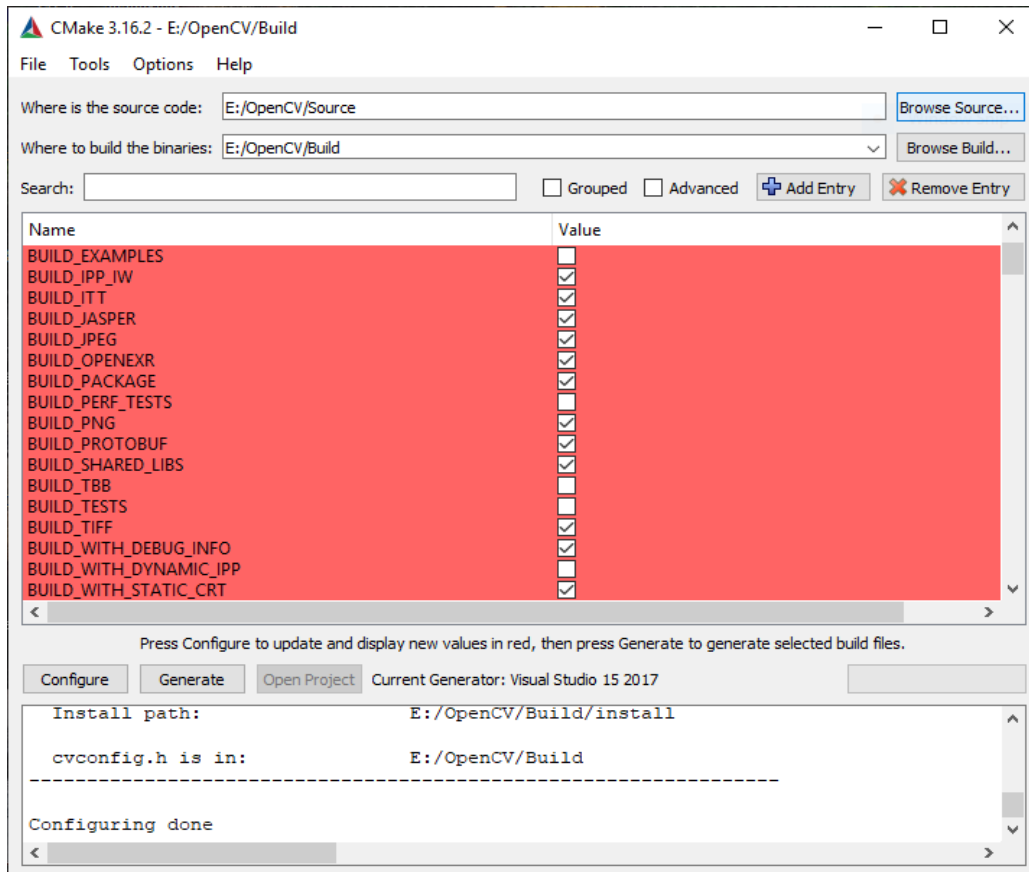 CMake 3.16.2 - E:/OpenCV/Build
File Tools Options Help
Where is the source code: E:/OpenCV/Source Browse Source...
Where to build the binaries: E:/OpenCV/Build Browse Build...
Search: Grouped Advanced Add Entry Remove Entry
Name Value
BUILD_EXAMPLES
BUILD_IPP_IW
BUILD_ITT
BUILD_JASPER
BUILD_JPEG
BUILD_OPENEXR
BUILD_PACKAGE
BUILD_PERF_TESTS
BUILD_PNG
BUILD_PROTOBUF
BUILD_SHARED_LIBS
BUILD_TBB
BUILD_TESTS
BUILD_TIFF
BUILD_WITH_DEBUG_INFO
BUILD_WITH_DYNAMIC_IPP
BUILD_WITH_STATIC_CRT
Press Configure to update and display new values in red, then press Generate to generate selected build files.
Configure Generate Open Project Current Generator: Visual Studio 15 2017
Install path: E:/OpenCV/Build/install
cvconfig.h is in: E:/OpenCV/Build
-----------------------------------------------------------------
Configuring done